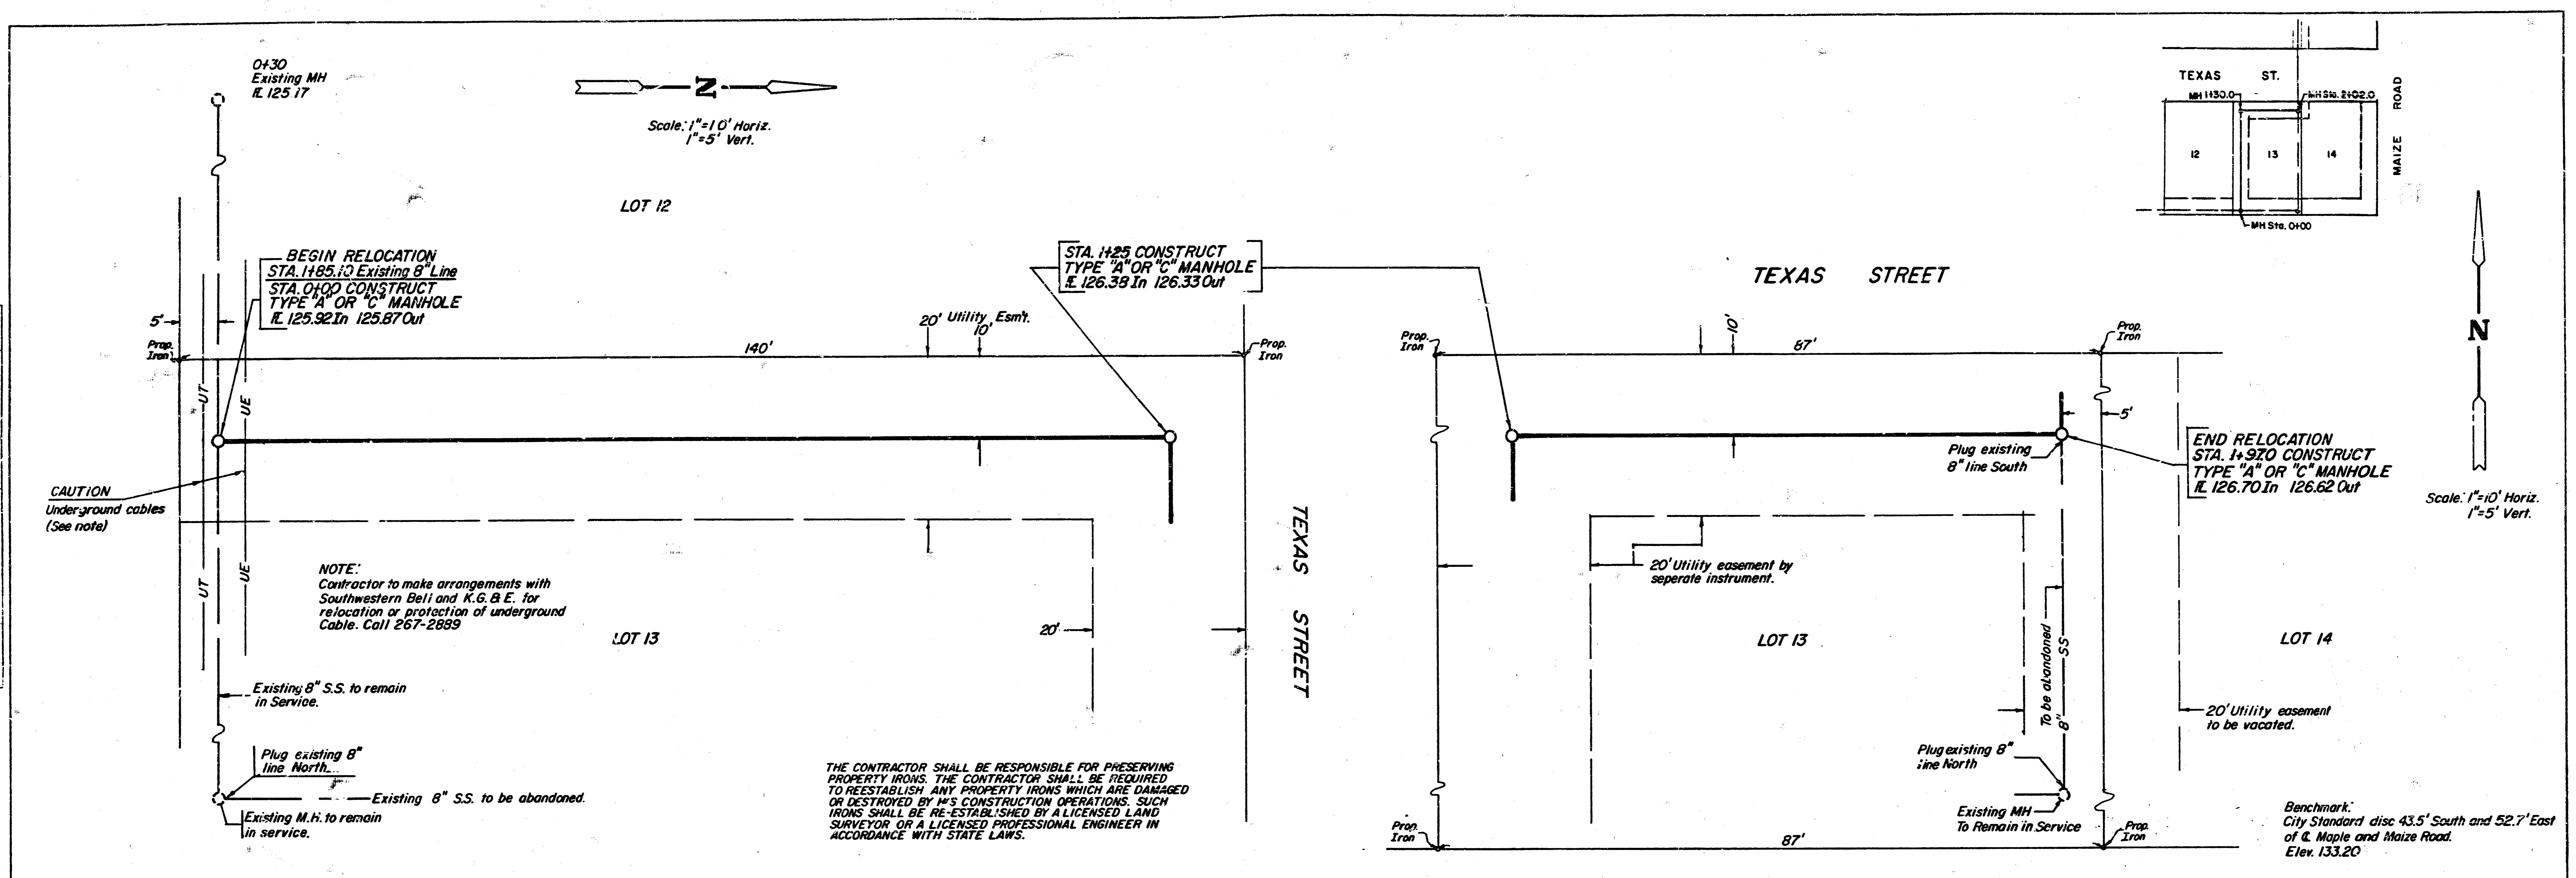 0+30
Existing MH
FL 125.17
N
Scale: 1"=10' Horiz.
1"=5' Vert.
LOT 12
BEGIN RELOCATION
STA. 1+85.10 Existing 8" Line
STA. 0+00 CONSTRUCT
TYPE "A" OR "C" MANHOLE
FL 125.92 In 125.87 Out
5'
Prop.
Iron
UT
UE
140'
20' Utility Esm't.
10'
Prop.
Iron
STA. 1+25 CONSTRUCT
TYPE "A" OR "C" MANHOLE
FL 126.38 In 126.33 Out
CAUTION
Underground cables
(See note)
UT
UE
NOTE:
Contractor to make arrangements with
Southwestern Bell and K.G.& E. for
relocation or protection of underground
Cable. Call 267-2889
LOT 13
20'
TEXAS STREET
Existing 8" S.S. to remain
in Service.
Plug existing 8"
line North
Existing 8" S.S. to be abandoned.
Existing M.H. to remain
in service.
THE CONTRACTOR SHALL BE RESPONSIBLE FOR PRESERVING
PROPERTY IRONS. THE CONTRACTOR SHALL BE REQUIRED
TO REESTABLISH ANY PROPERTY IRONS WHICH ARE DAMAGED
OR DESTROYED BY HIS CONSTRUCTION OPERATIONS. SUCH
IRONS SHALL BE RE-ESTABLISHED BY A LICENSED LAND
SURVEYOR OR A LICENSED PROFESSIONAL ENGINEER IN
ACCORDANCE WITH STATE LAWS.
TEXAS STREET
Prop.
Iron
10'
87'
Prop.
Iron
5'
Plug existing
8" line South
END RELOCATION
STA. 1+97.0 CONSTRUCT
TYPE "A" OR "C" MANHOLE
FL 126.70 In 126.62 Out
20' Utility easement by
seperate instrument.
LOT 13
To be abandoned
8" SS
LOT 14
20' Utility easement
to be vacated.
Plug existing 8"
line North
Existing MH
To Remain in Service
Prop.
Iron
87'
Prop.
Iron
TEXAS ST.
MH 1+30.0
MH Sta. 2+02.0
12
13
14
MH Sta. 0+00
MAIZE ROAD
N
Scale: 1"=10' Horiz.
1"=5' Vert.
Benchmark:
City Standard disc 43.5' South and 52.7' East
of CL Maple and Maize Road.
Elev. 133.20